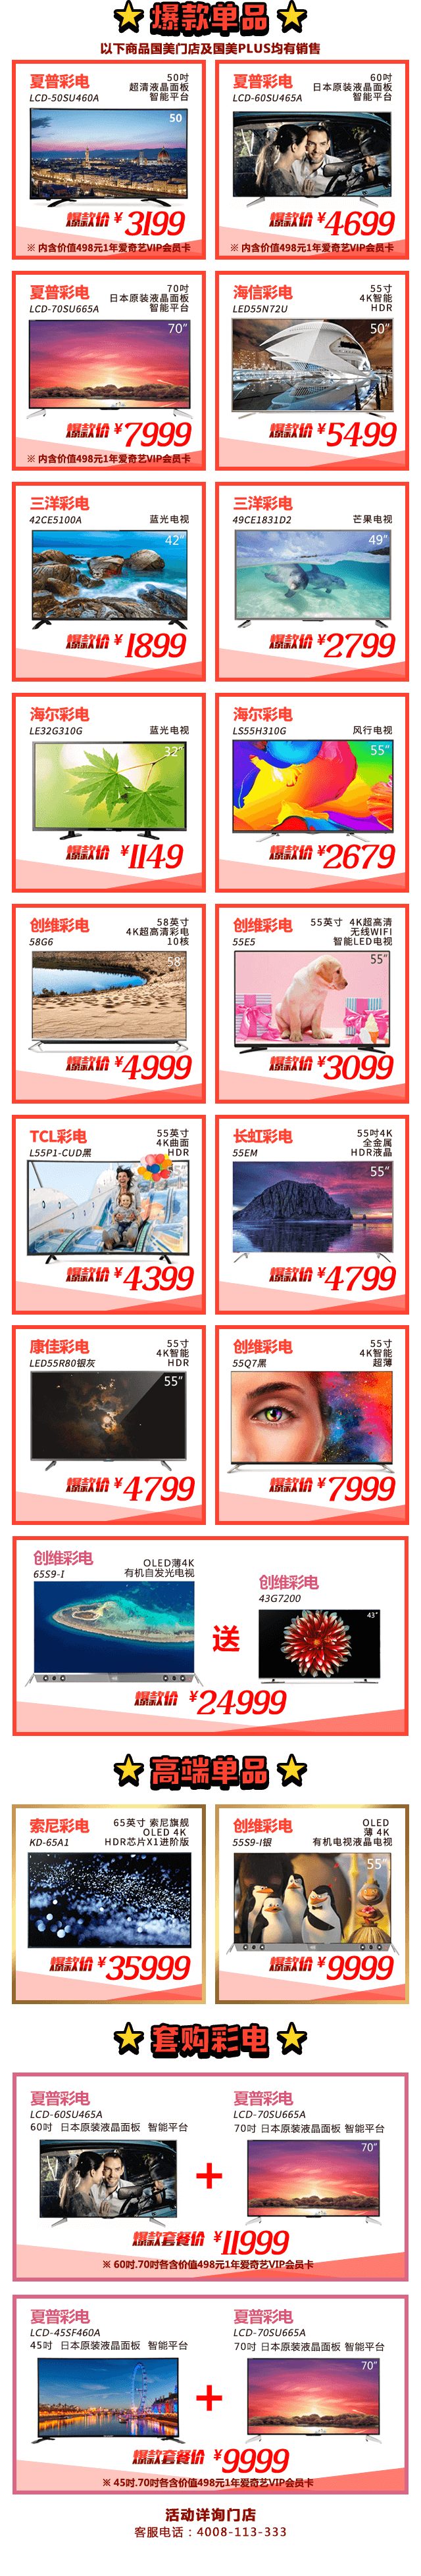 爆款单品
以下商品国美门店及国美PLUS均有销售
夏普彩电
50吋
超清液晶面板
LCD-50SU460A
智能平台
50
爆款价 ¥3199
※ 内含价值498元1年爱奇艺VIP会员卡
夏普彩电
60吋
日本原装液晶面板
LCD-60SU465A
智能平台
爆款价 ¥4699
※ 内含价值498元1年爱奇艺VIP会员卡
夏普彩电
70吋
日本原装液晶面板
LCD-70SU665A
智能平台
70"
爆款价 ¥7999
※ 内含价值498元1年爱奇艺VIP会员卡
海信彩电
55寸
4K智能
LED55N72U
HDR
50"
爆款价 ¥5499
三洋彩电
42CE5100A
蓝光电视
42"
爆款价 ¥1899
三洋彩电
49CE1831D2
芒果电视
49"
爆款价 ¥2799
海尔彩电
LE32G310G
蓝光电视
32"
爆款价 ¥1149
海尔彩电
LS55H310G
风行电视
55"
爆款价 ¥2679
创维彩电
58英寸
4K超高清彩电
58G6
10核
58"
爆款价 ¥4999
创维彩电
55英寸 4K超高清
无线WIFI
55E5
智能LED电视
55"
爆款价 ¥3099
TCL彩电
55英寸
4K曲面
L55P1-CUD黑
HDR
爆款价 ¥4399
长虹彩电
55吋4K
全金属
55EM
HDR液晶
55"
爆款价 ¥4799
康佳彩电
55寸
4K智能
LED55R80银灰
HDR
55"
爆款价 ¥4799
创维彩电
55寸
4K智能
55Q7黑
超薄
爆款价 ¥7999
创维彩电
OLED薄4K
65S9-I
有机自发光电视
送
创维彩电
43G7200
43"
爆款价 ¥24999
高端单品
索尼彩电
65英寸 索尼旗舰
OLED 4K
KD-65A1
HDR芯片X1进阶版
爆款价 ¥35999
创维彩电
OLED
薄 4K
55S9-I银
有机电视液晶电视
55"
爆款价 ¥9999
套购彩电
夏普彩电
LCD-60SU465A
60吋 日本原装液晶面板 智能平台
+
夏普彩电
LCD-70SU665A
70吋 日本原装液晶面板 智能平台
70"
爆款套餐价 ¥11999
※ 60吋.70吋各含价值498元1年爱奇艺VIP会员卡
夏普彩电
LCD-45SF460A
45吋 日本原装液晶面板 智能平台
+
夏普彩电
LCD-70SU665A
70吋 日本原装液晶面板 智能平台
70"
爆款套餐价 ¥9999
※ 45吋.70吋各含价值498元1年爱奇艺VIP会员卡
活动详询门店
客服电话：4008-113-333